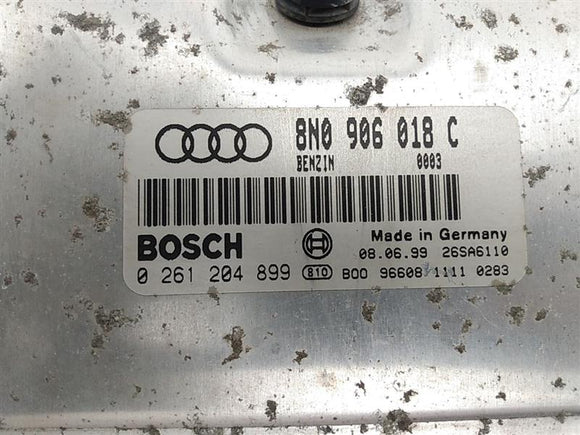 8N0 906 018 C
BENZIN 0003
BOSCH
Made in Germany
08.06.99 26SA6110
0 261 204 899 810 B00 96608 1111 0283